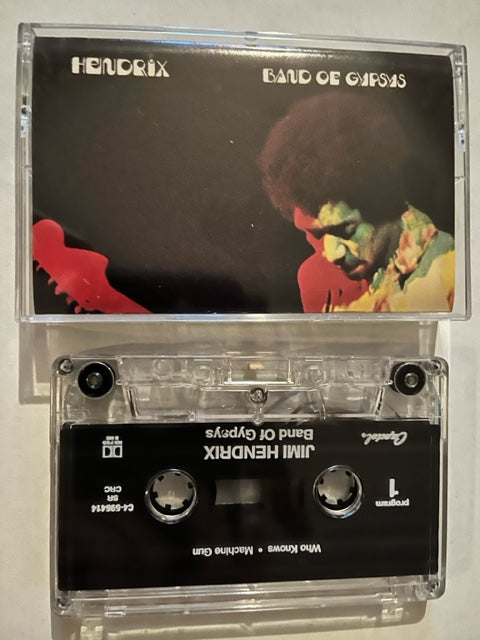 HENDRIX
BAND OF GYPSYS
Capitol
JIMI HENDRIX
Band Of Gypsys
program
1
C4-596414
SR
CRC
Who Knows • Machine Gun